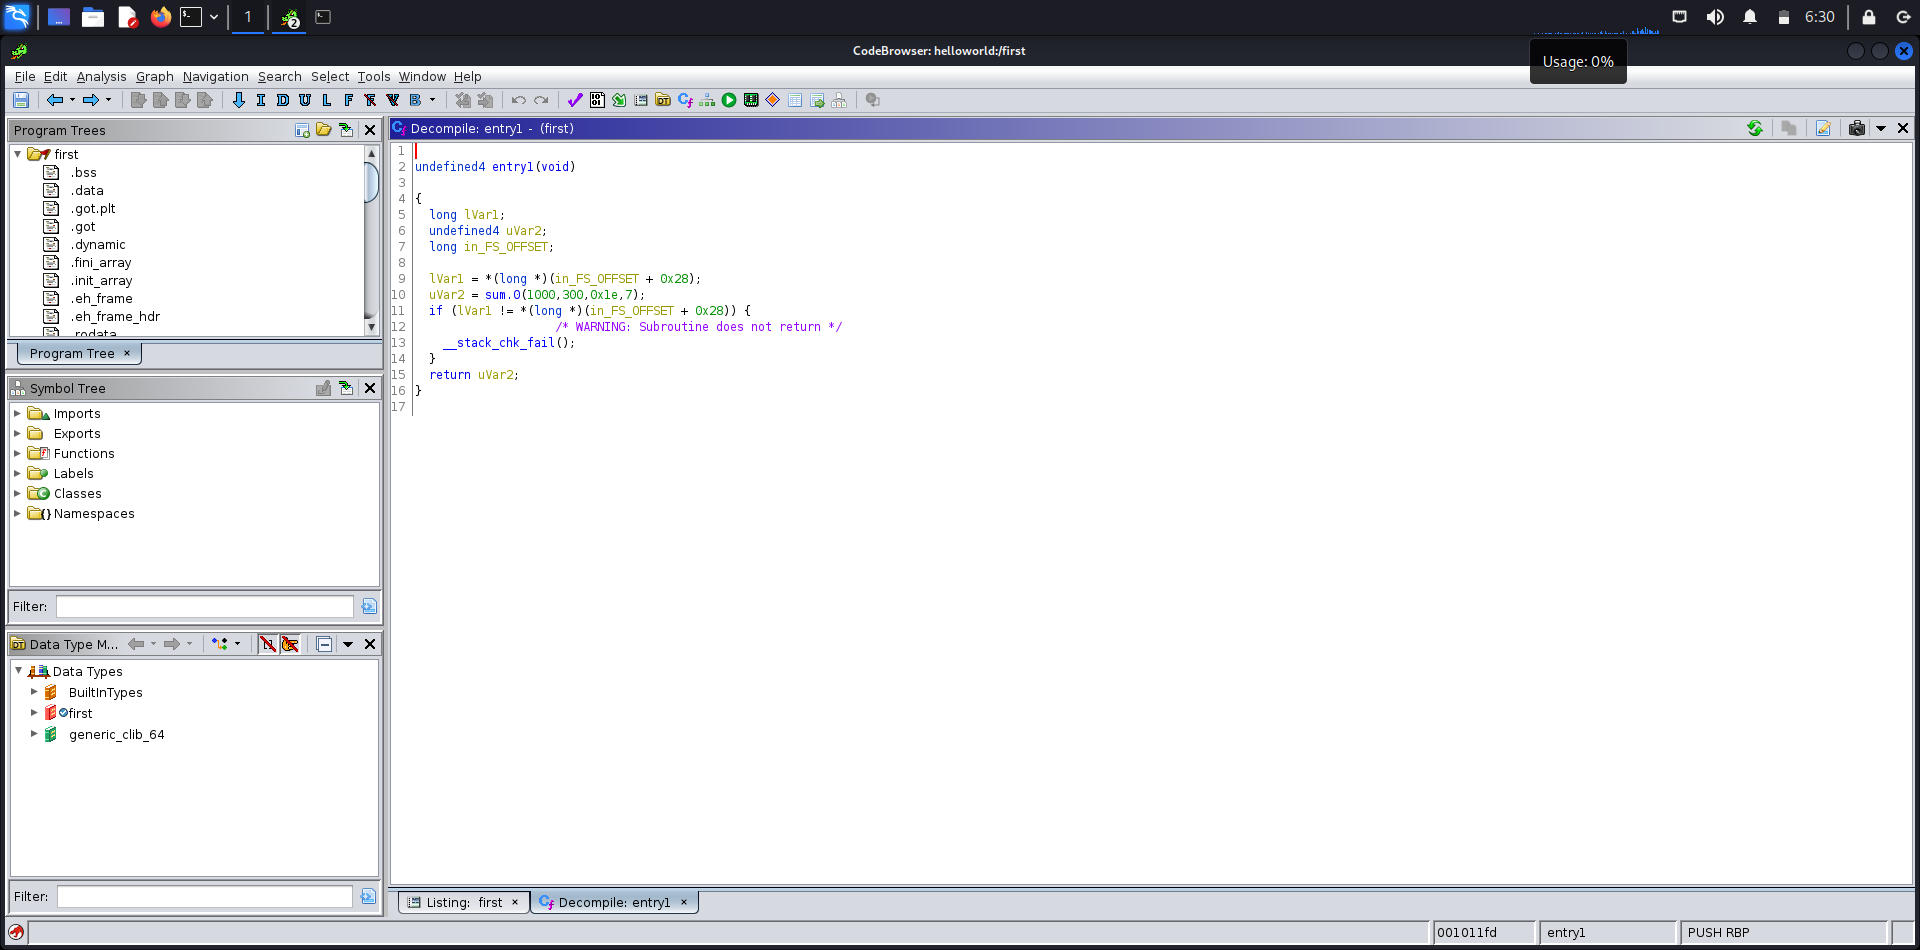 1
2
6:30
CodeBrowser: helloworld:/first
Usage: 0%
File Edit Analysis Graph Navigation Search Select Tools Window Help
I D U L F B
Program Trees
first
.bss
.data
.got.plt
.got
.dynamic
.fini_array
.init_array
.eh_frame
.eh_frame_hdr
.rodata
Program Tree ×
Symbol Tree
Imports
Exports
Functions
Labels
Classes
Namespaces
Filter:
Data Type M...
Data Types
BuiltInTypes
first
generic_clib_64
Filter:
Decompile: entry1 - (first)
1
2 undefined4 entry1(void)
3
4 {
5 long lVar1;
6 undefined4 uVar2;
7 long in_FS_OFFSET;
8
9 lVar1 = *(long *)(in_FS_OFFSET + 0x28);
10 uVar2 = sum.0(1000,300,0x1e,7);
11 if (lVar1 != *(long *)(in_FS_OFFSET + 0x28)) {
12 /* WARNING: Subroutine does not return */
13 __stack_chk_fail();
14 }
15 return uVar2;
16 }
17
Listing: first ×
Decompile: entry1 ×
001011fd entry1 PUSH RBP